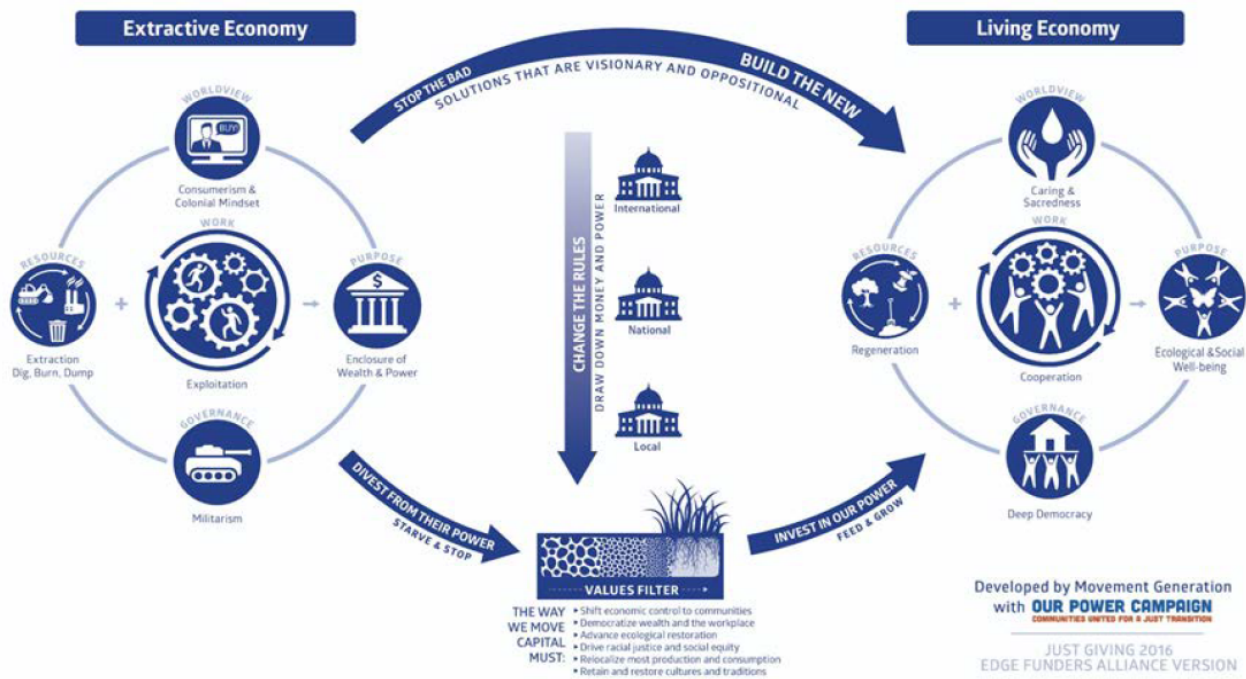 Extractive Economy
Living Economy
STOP THE BAD
BUILD THE NEW
SOLUTIONS THAT ARE VISIONARY AND OPPOSITIONAL
WORLDVIEW
BUY!
Consumerism &
Colonial Mindset
WORK
RESOURCES
PURPOSE
$
Extraction
Dig, Burn, Dump
Exploitation
Enclosure of
Wealth & Power
GOVERNANCE
Militarism
CHANGE THE RULES
DRAW DOWN MONEY AND POWER
International
National
Local
WORLDVIEW
Caring &
Sacredness
WORK
RESOURCES
PURPOSE
Regeneration
Cooperation
Ecological & Social
Well-being
GOVERNANCE
Deep Democracy
DIVEST FROM THEIR POWER
STARVE & STOP
INVEST IN OUR POWER
FEED & GROW
VALUES FILTER
THE WAY
WE MOVE
CAPITAL
MUST:
Shift economic control to communities
Democratize wealth and the workplace
Advance ecological restoration
Drive racial justice and social equity
Relocalize most production and consumption
Retain and restore cultures and traditions
Developed by Movement Generation
with OUR POWER CAMPAIGN
COMMUNITIES UNITED FOR A JUST TRANSITION
JUST GIVING 2016
EDGE FUNDERS ALLIANCE VERSION